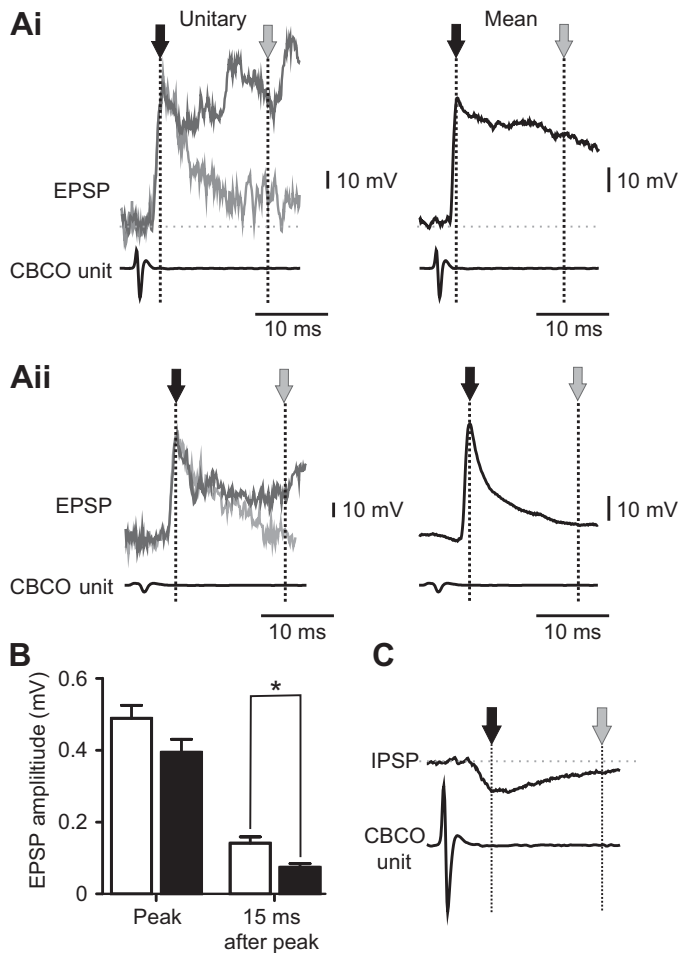 Ai
Unitary
Mean
EPSP
10 mV
10 mV
CBCO unit
10 ms
10 ms
Aii
EPSP
10 mV
10 mV
CBCO unit
10 ms
10 ms
B
EPSP ampliltiude (mV)
0.6
0.4
0.2
0
*
Peak
15 ms
after peak
C
IPSP
CBCO
unit